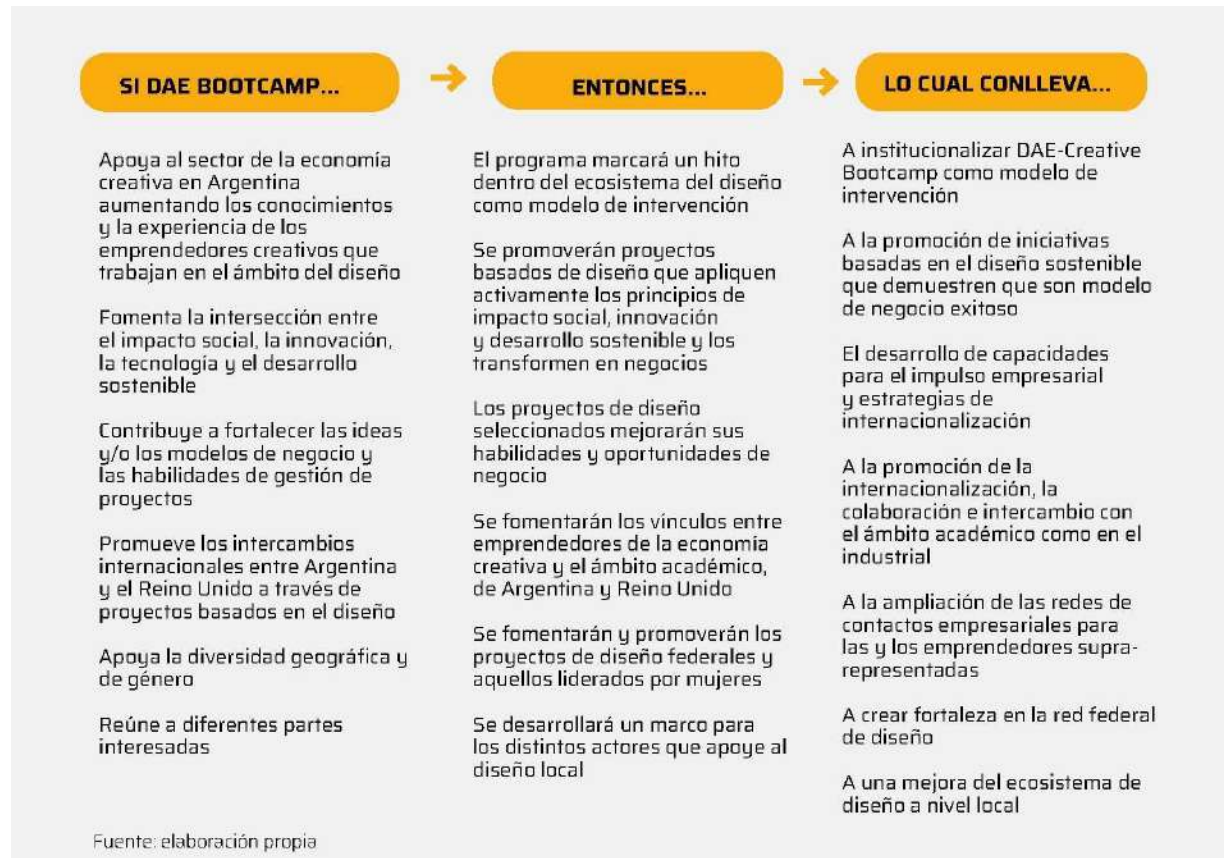 SI DAE BOOTCAMP...
Apoya al sector de la economía
creativa en Argentina
aumentando los conocimientos
y la experiencia de los
emprendedores creativos que
trabajan en el ámbito del diseño
Fomenta la intersección entre
el impacto social, la innovación,
la tecnología y el desarrollo
sostenible
Contribuye a fortalecer las ideas
y/o los modelos de negocio y
las habilidades de gestión de
proyectos
Promueve los intercambios
internacionales entre Argentina
y el Reino Unido a través de
proyectos basados en el diseño
Apoya la diversidad geográfica y
de género
Reúne a diferentes partes
interesadas
ENTONCES...
El programa marcará un hito
dentro del ecosistema del diseño
como modelo de intervención
Se promoverán proyectos
basados de diseño que apliquen
activamente los principios de
impacto social, innovación
y desarrollo sostenible y los
transformen en negocios
Los proyectos de diseño
seleccionados mejorarán sus
habilidades y oportunidades de
negocio
Se fomentarán los vínculos entre
emprendedores de la economía
creativa y el ámbito académico,
de Argentina y Reino Unido
Se fomentarán y promoverán los
proyectos de diseño federales y
aquellos liderados por mujeres
Se desarrollará un marco para
los distintos actores que apoye al
diseño local
LO CUAL CONLLEVA...
A institucionalizar DAE-Creative
Bootcamp como modelo de
intervención
A la promoción de iniciativas
basadas en el diseño sostenible
que demuestren que son modelo
de negocio exitoso
El desarrollo de capacidades
para el impulso empresarial
y estrategias de
internacionalización
A la promoción de la
internacionalización, la
colaboración e intercambio con
el ámbito académico como en el
industrial
A la ampliación de las redes de
contactos empresariales para
las y los emprendedores supra-
representadas
A crear fortaleza en la red federal
de diseño
A una mejora del ecosistema de
diseño a nivel local
Fuente: elaboración propia